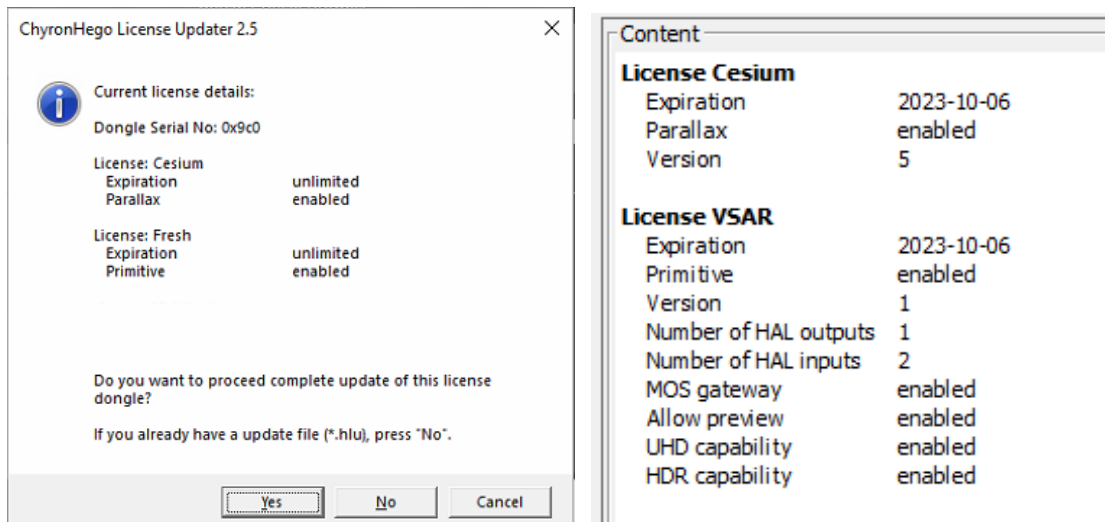 ChyronHego License Updater 2.5
Current license details:
Dongle Serial No: 0x9c0
License: Cesium
Expiration unlimited
Parallax enabled
License: Fresh
Expiration unlimited
Primitive enabled
Do you want to proceed complete update of this license
dongle?
If you already have a update file (*.hlu), press "No".
Yes No Cancel
Content
License Cesium
Expiration 2023-10-06
Parallax enabled
Version 5
License VSAR
Expiration 2023-10-06
Primitive enabled
Version 1
Number of HAL outputs 1
Number of HAL inputs 2
MOS gateway enabled
Allow preview enabled
UHD capability enabled
HDR capability enabled